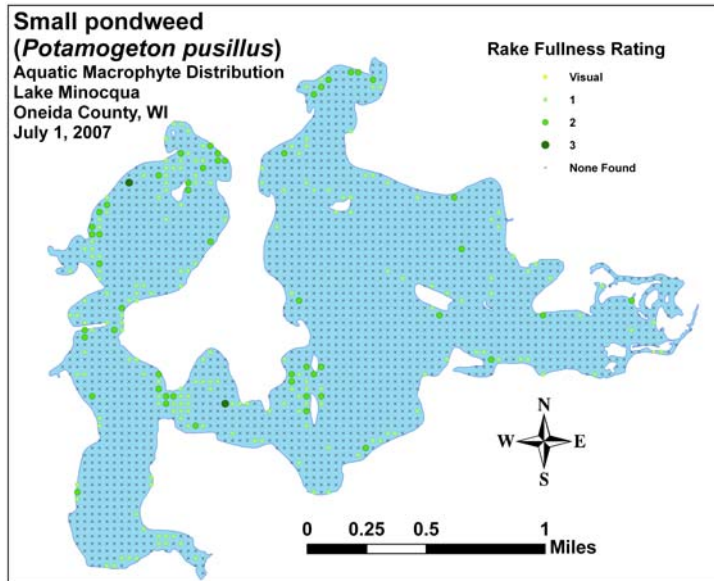 Small pondweed
(Potamogeton pusillus)
Aquatic Macrophyte Distribution
Lake Minocqua
Oneida County, WI
July 1, 2007
Rake Fullness Rating
Visual
1
2
3
None Found
N
W E
S
0 0.25 0.5 1
Miles